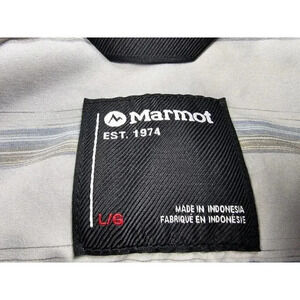 Marmot
EST. 1974
L/G
MADE IN INDONESIA
FABRIQUÉ EN INDONÉSIE